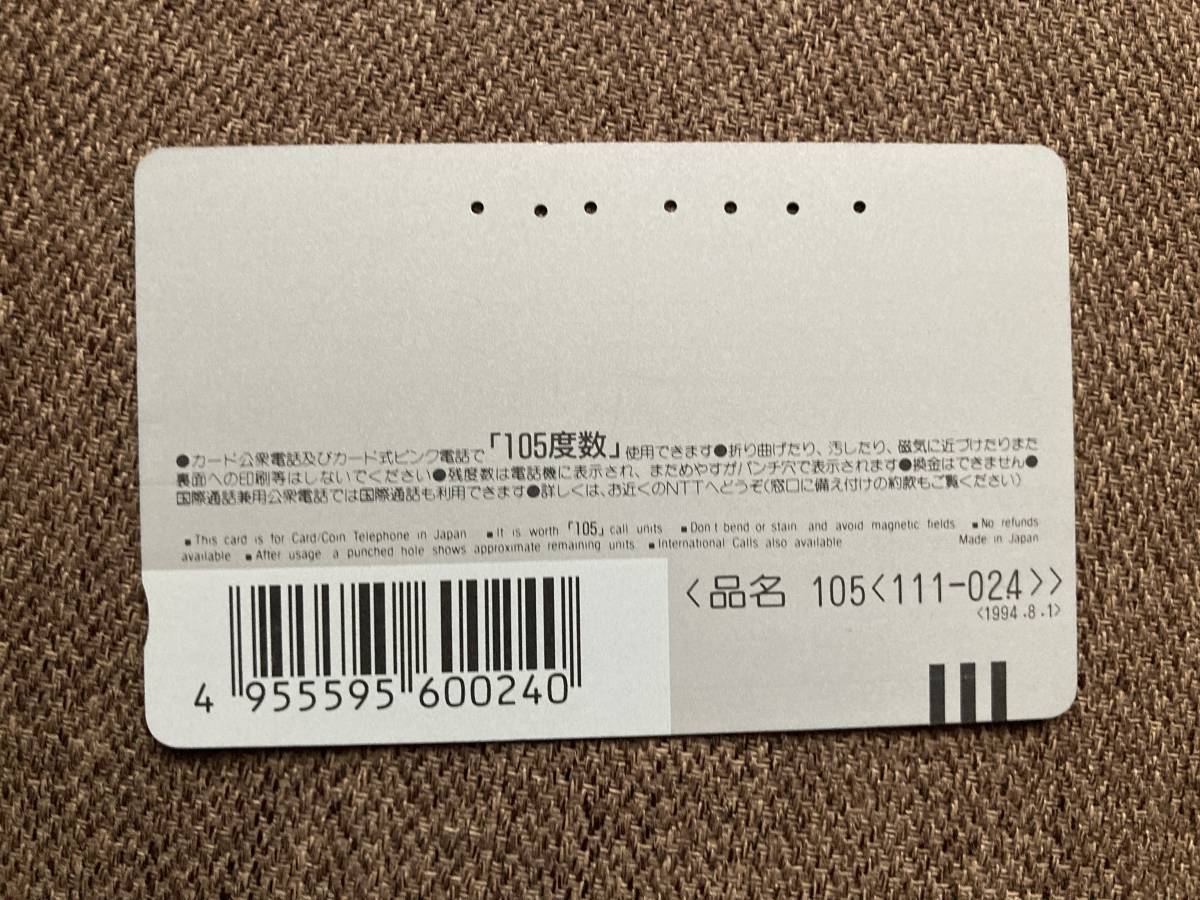 ●カード公衆電話及びカード式ピンク電話で「105度数」使用できます●折り曲げたり、汚したり、磁気に近づけたりまた
裏面への印刷等はしないでください●残度数は電話機に表示され、まためやすがパンチ穴で表示されます●換金はできません●
国際通話兼用公衆電話では国際通話も利用できます●詳しくは、お近くのNTTへどうぞ(窓口に備え付けの約款もご覧ください)
■This card is for Card/Coin Telephone in Japan ■It is worth「105」call units ■Don't bend or stain and avoid magnetic fields ■No refunds
available ■After usage a punched hole shows approximate remaining units ■International Calls also available Made in Japan
<品名 105<111-024>>
<1994.8.1>
4 955595 600240